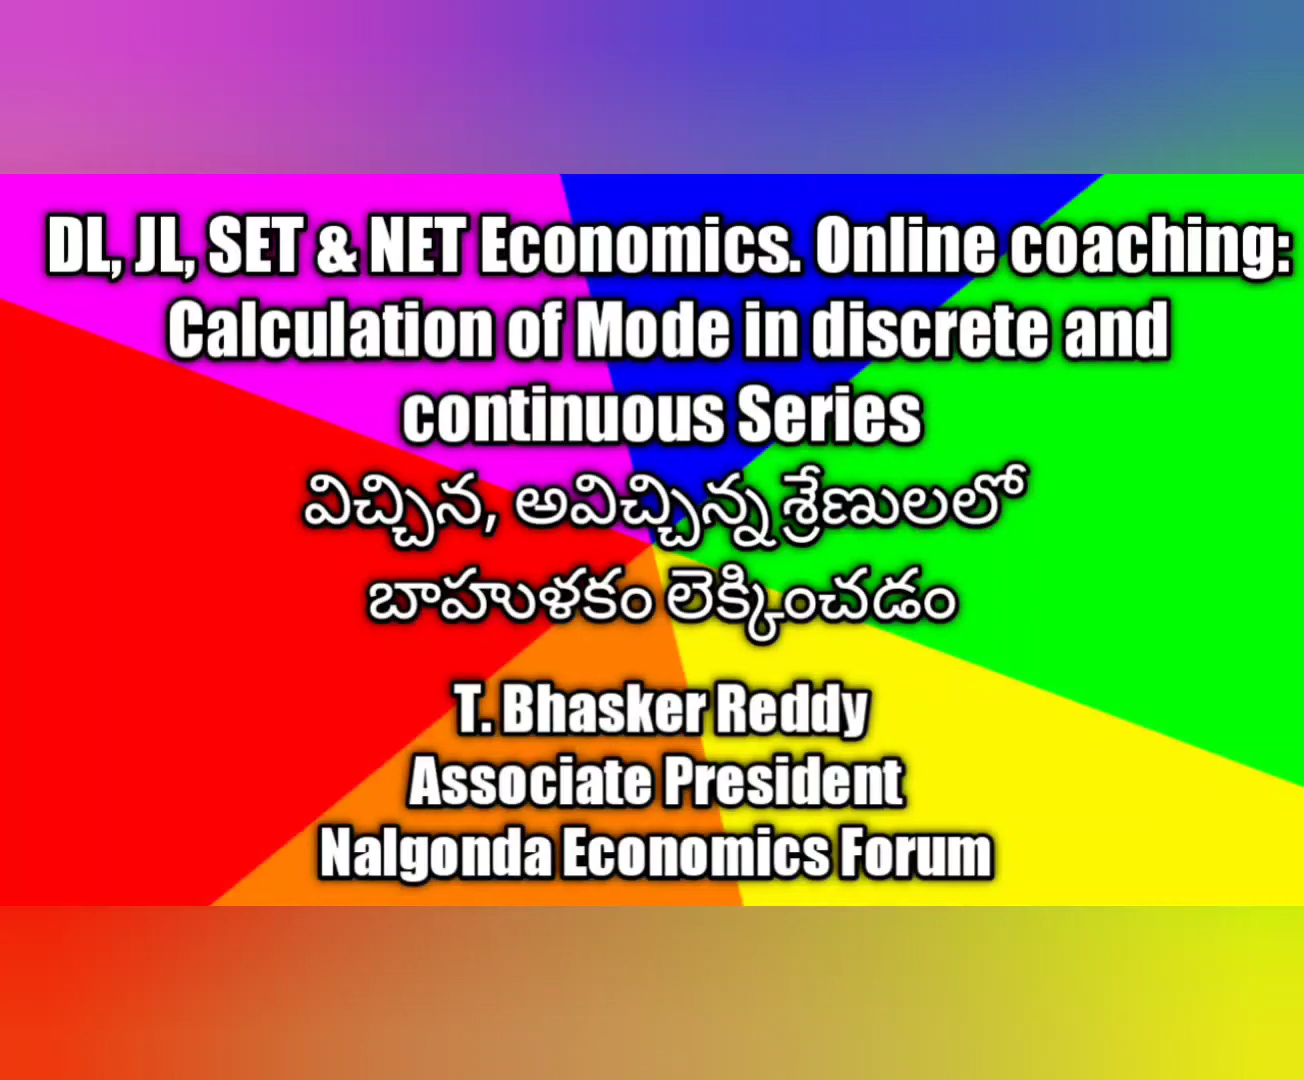 DL, JL, SET & NET Economics. Online coaching:
Calculation of Mode in discrete and
continuous Series
విచ్చిన, అవిచ్చిన్న శ్రేణులలో
బాహుళకం లెక్కించడం
T. Bhasker Reddy
Associate President
Nalgonda Economics Forum